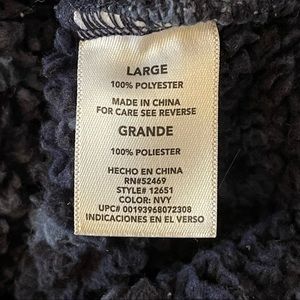 LARGE
100% POLYESTER
MADE IN CHINA
FOR CARE SEE REVERSE
GRANDE
100% POLIESTER
HECHO EN CHINA
RN#52469
STYLE# 12651
COLOR: NVY
UPC# 00193968072308
INDICACIONES EN EL VERSO